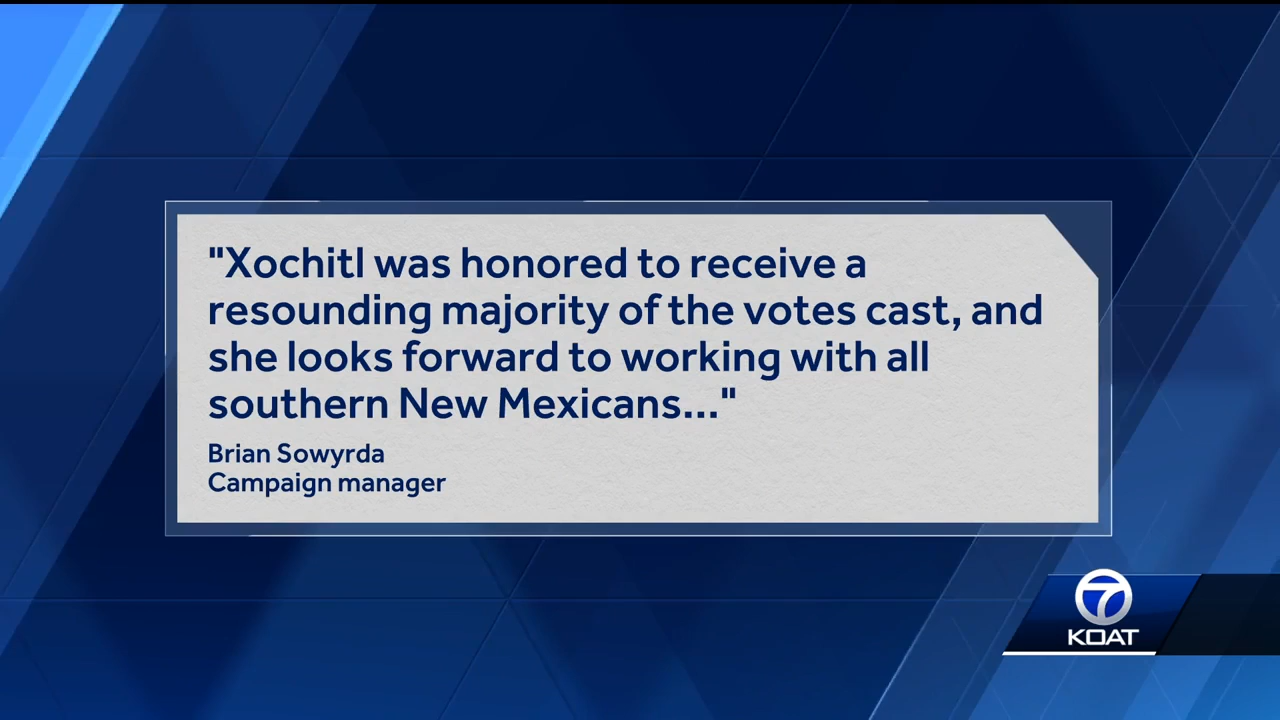 "Xochitl was honored to receive a
resounding majority of the votes cast, and
she looks forward to working with all
southern New Mexicans..."
Brian Sowyrda
Campaign manager
7
KOAT